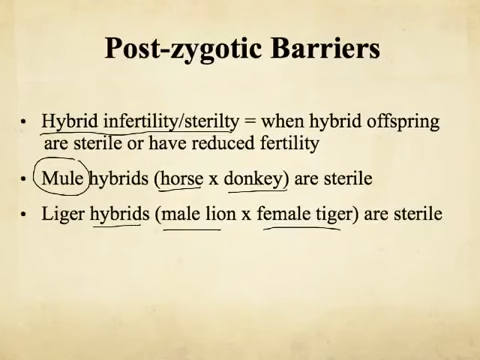 Post-zygotic Barriers
• Hybrid infertility/sterilty = when hybrid offspring
are sterile or have reduced fertility
• Mule hybrids (horse x donkey) are sterile
• Liger hybrids (male lion x female tiger) are sterile